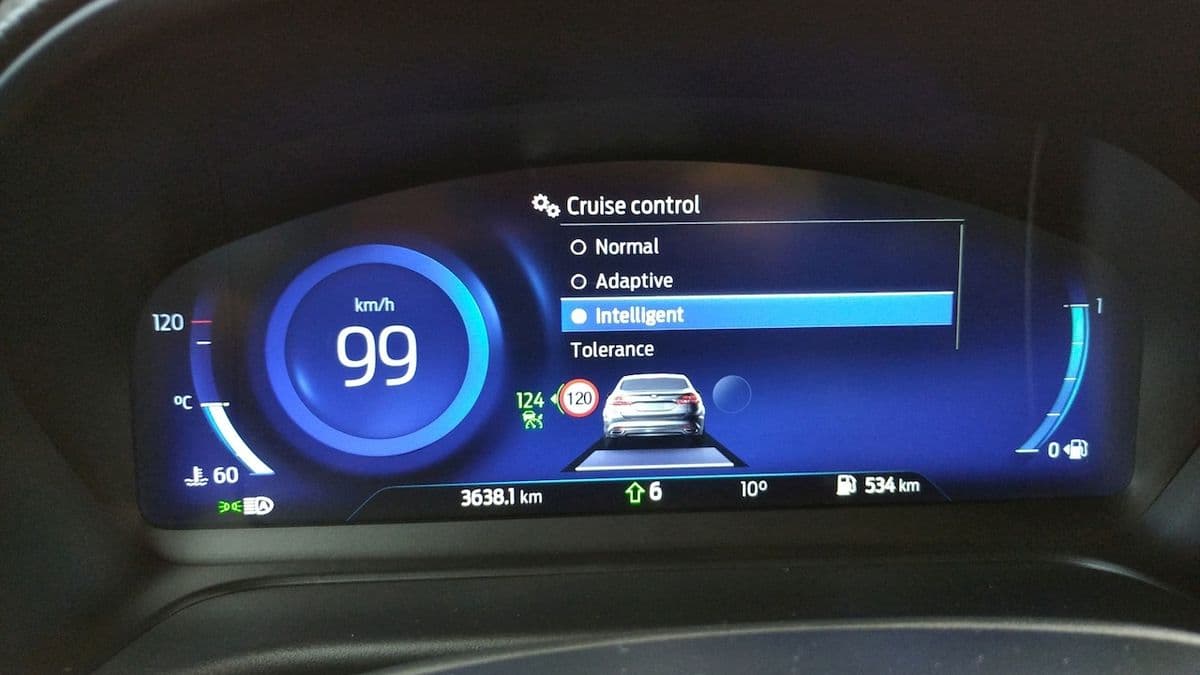 Cruise control
Normal
Adaptive
Intelligent
Tolerance
km/h
99
120
°C
60
124
120
A
1
0
3638.1 km
6
10°
534 km